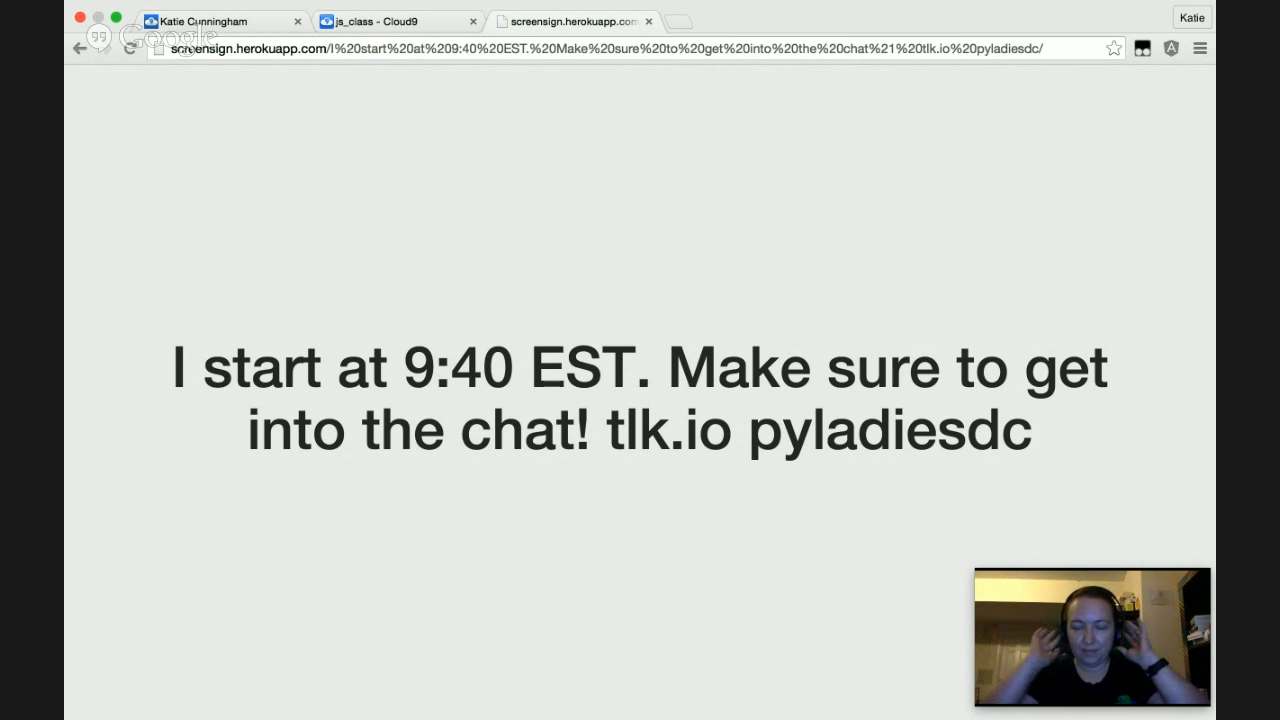 Katie Cunningham
js_class - Cloud9
screensign.herokuapp.com
Katie
Google
screensign.herokuapp.com/I%20start%20at%209:40%20EST.%20Make%20sure%20to%20get%20into%20the%20chat%21%20tlk.io%20pyladiesdc/
I start at 9:40 EST. Make sure to get
into the chat! tlk.io pyladiesdc